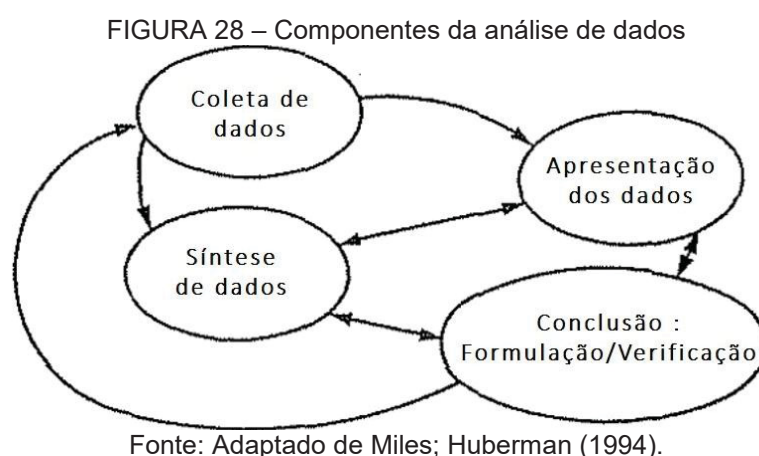 FIGURA 28 – Componentes da análise de dados
Coleta de
dados
Apresentação
dos dados
Síntese
de dados
Conclusão :
Formulação/Verificação
Fonte: Adaptado de Miles; Huberman (1994).